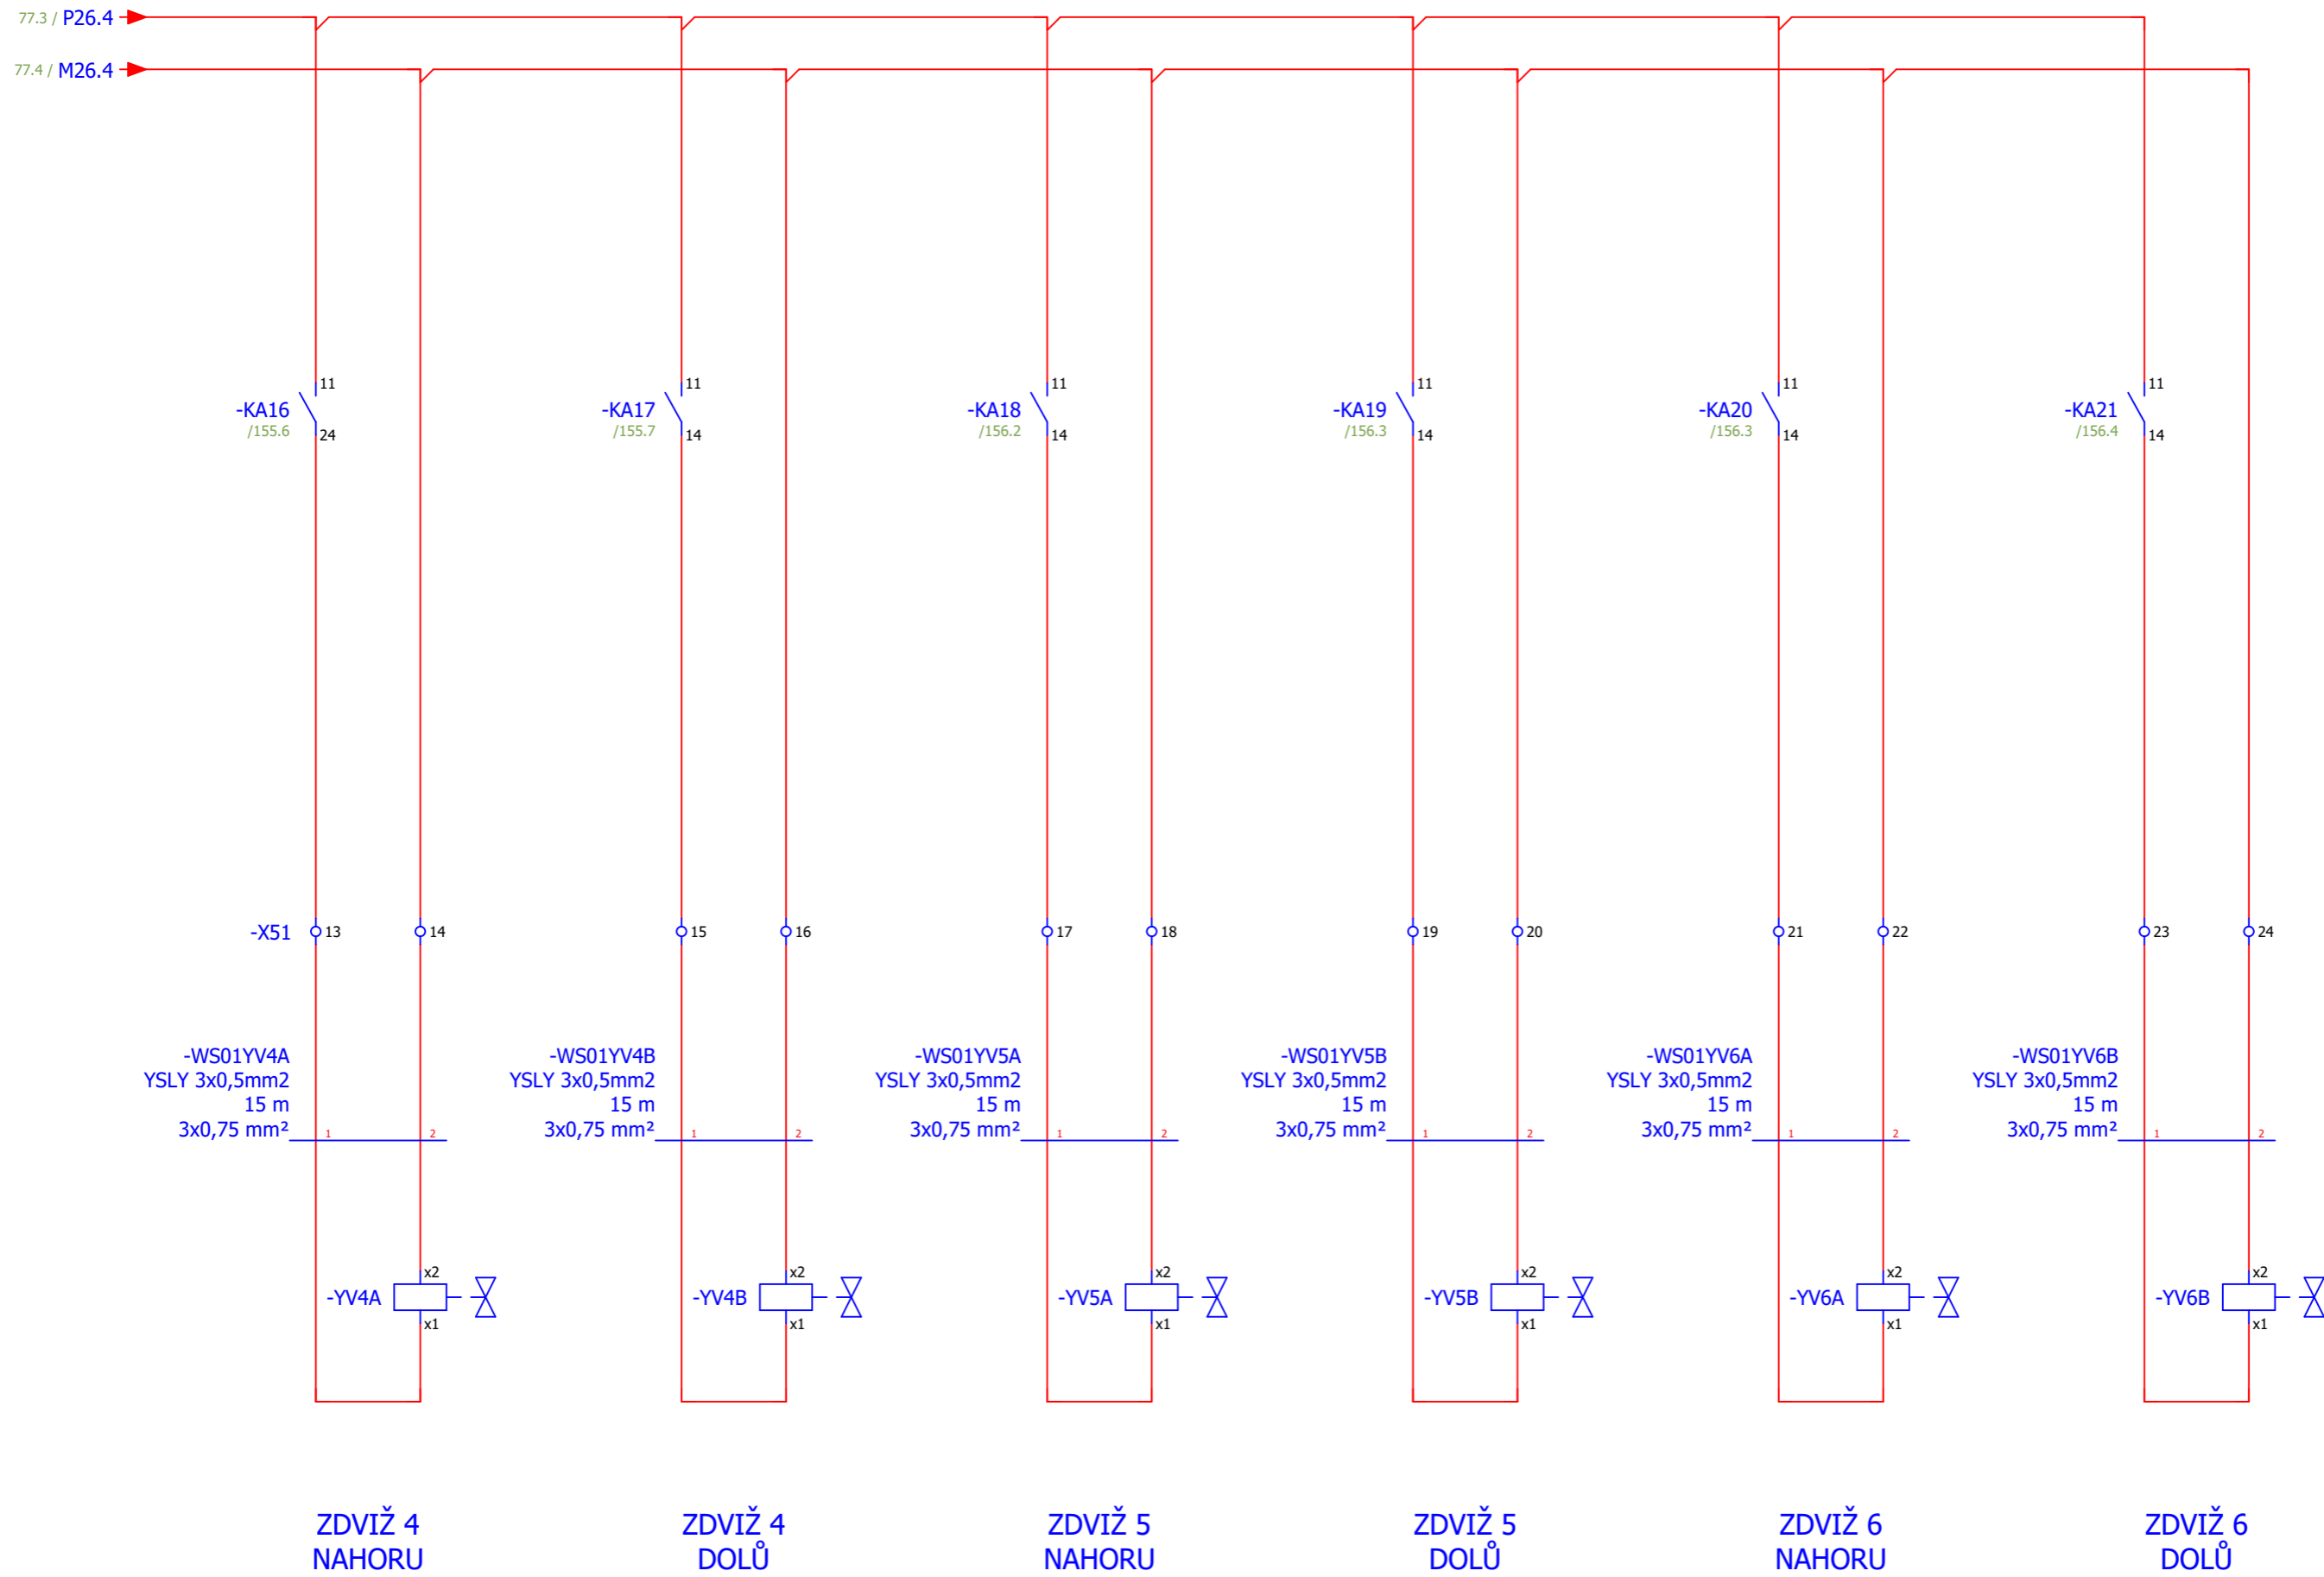 77.3 / P26.4
77.4 / M26.4
11 11 11 11 11 11
-KA16 -KA17 -KA18 -KA19 -KA20 -KA21
/155.6 /155.7 /156.2 /156.3 /156.3 /156.4
24 14 14 14 14 14
-X51 13 14 15 16 17 18 19 20 21 22 23 24
-WS01YV4A -WS01YV4B -WS01YV5A -WS01YV5B -WS01YV6A -WS01YV6B
YSLY 3x0,5mm2 YSLY 3x0,5mm2 YSLY 3x0,5mm2 YSLY 3x0,5mm2 YSLY 3x0,5mm2 YSLY 3x0,5mm2
15 m 15 m 15 m 15 m 15 m 15 m
3x0,75 mm² 1 2 3x0,75 mm² 1 2 3x0,75 mm² 1 2 3x0,75 mm² 1 2 3x0,75 mm² 1 2 3x0,75 mm² 1 2
x2 x2 x2 x2 x2 x2
-YV4A -YV4B -YV5A -YV5B -YV6A -YV6B
x1 x1 x1 x1 x1 x1
ZDVIŽ 4 ZDVIŽ 4 ZDVIŽ 5 ZDVIŽ 5 ZDVIŽ 6 ZDVIŽ 6
NAHORU DOLŮ NAHORU DOLŮ NAHORU DOLŮ